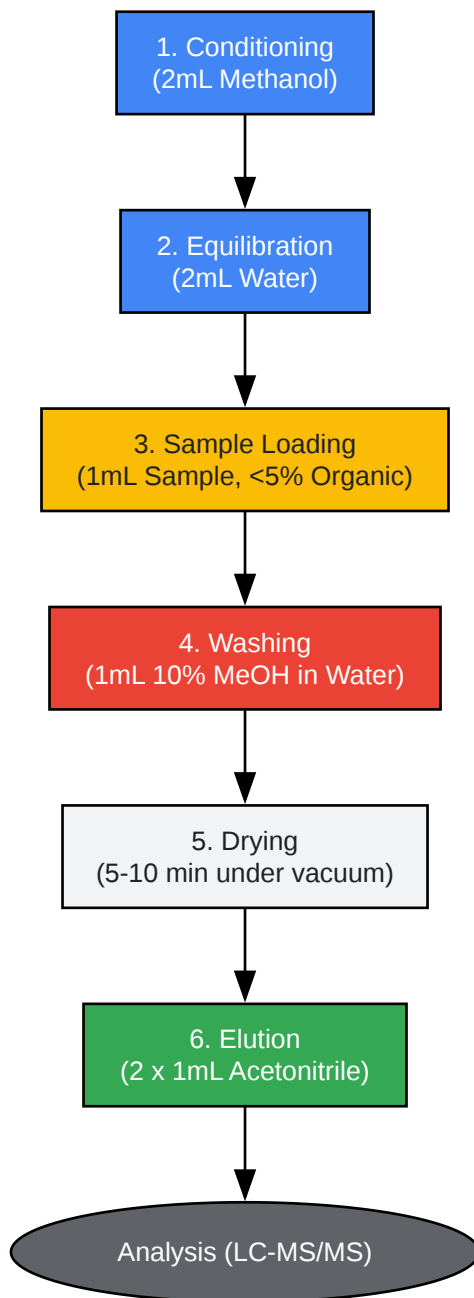 1. Conditioning
(2mL Methanol)
2. Equilibration
(2mL Water)
3. Sample Loading
(1mL Sample, <5% Organic)
4. Washing
(1mL 10% MeOH in Water)
5. Drying
(5-10 min under vacuum)
6. Elution
(2 x 1mL Acetonitrile)
Analysis (LC-MS/MS)